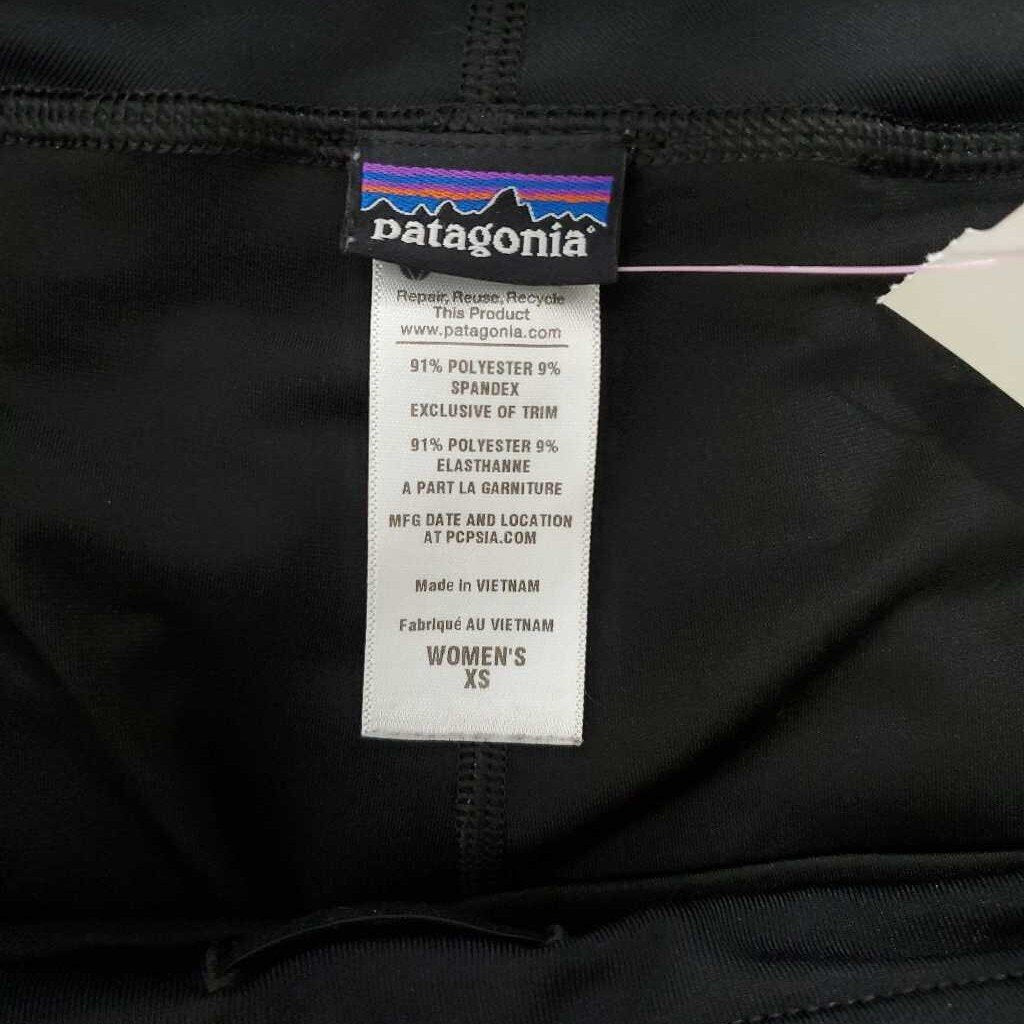 patagonia
Repair, Reuse, Recycle
This Product
www.patagonia.com
91% POLYESTER 9%
SPANDEX
EXCLUSIVE OF TRIM
91% POLYESTER 9%
ELASTHANNE
A PART LA GARNITURE
MFG DATE AND LOCATION
AT PCPSIA.COM
Made in VIETNAM
Fabriqué AU VIETNAM
WOMEN'S
XS